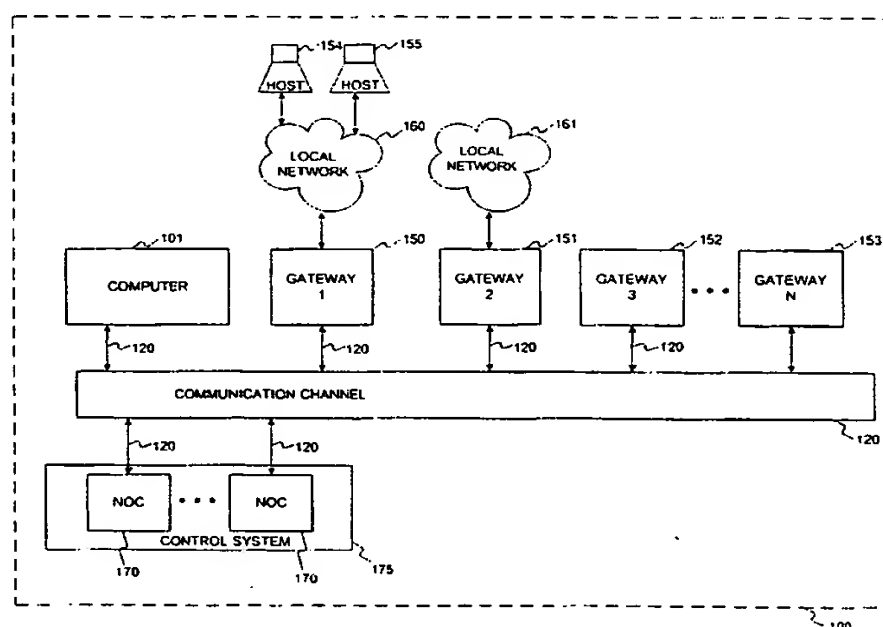 154 155
HOST HOST
160 161
LOCAL NETWORK LOCAL NETWORK
101 150 151 152 153
COMPUTER GATEWAY 1 GATEWAY 2 GATEWAY 3 GATEWAY N
120 120 120 120
COMMUNICATION CHANNEL
120 120 120
NOC NOC
CONTROL SYSTEM
170 170 175